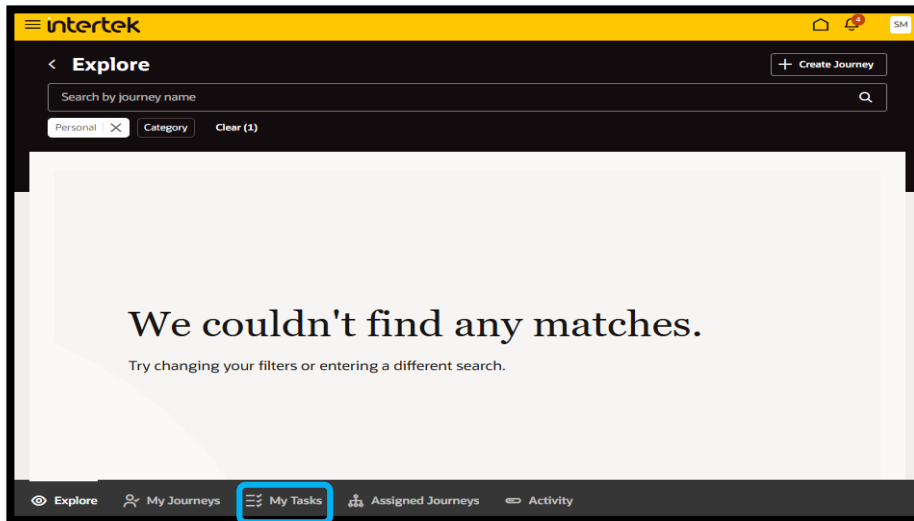 intertek
4
SM
Explore
+ Create Journey
Search by journey name
Personal
Category
Clear (1)
We couldn't find any matches.
Try changing your filters or entering a different search.
Explore
My Journeys
My Tasks
Assigned Journeys
Activity